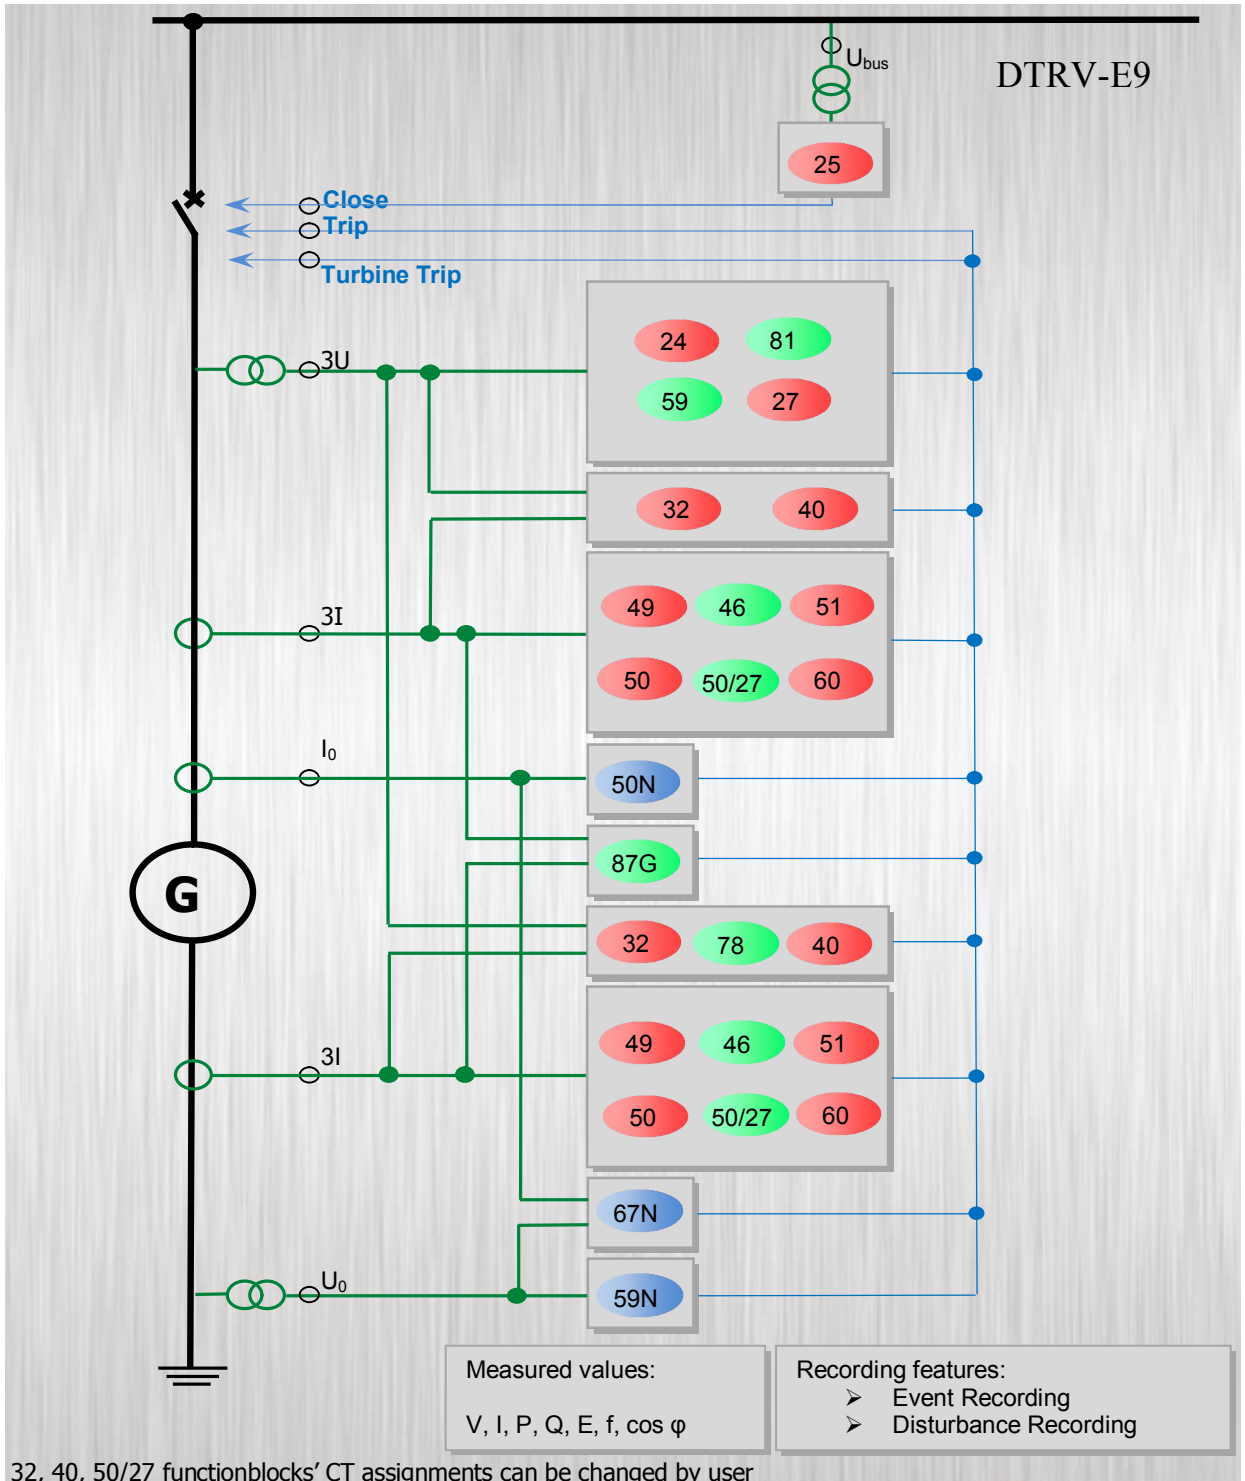 U_bus
DTRV-E9
25
Close
Trip
Turbine Trip
3U
24 81
59 27
32 40
3I
49 46 51
50 50/27 60
I₀
50N
87G
G
32 78 40
3I
49 46 51
50 50/27 60
67N
U₀
59N
Measured values:
V, I, P, Q, E, f, cos φ
Recording features:
➢ Event Recording
➢ Disturbance Recording
32, 40, 50/27 functionblocks’ CT assignments can be changed by user